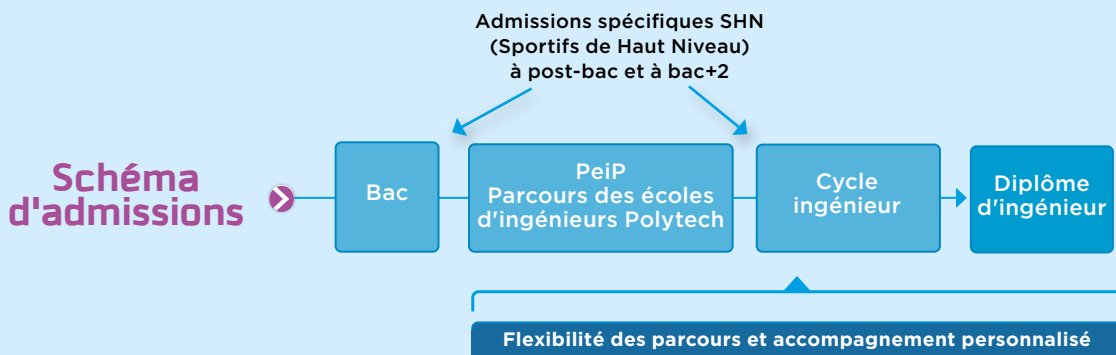 Admissions spécifiques SHN
(Sportifs de Haut Niveau)
à post-bac et à bac+2
Schéma
d'admissions
Bac
PeiP
Parcours des écoles
d'ingénieurs Polytech
Cycle
ingénieur
Diplôme
d'ingénieur
Flexibilité des parcours et accompagnement personnalisé